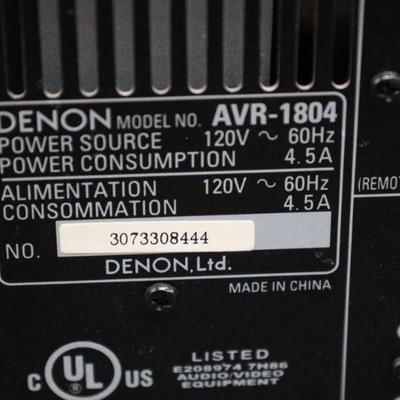 DENON MODEL NO. AVR-1804
POWER SOURCE 120V ~ 60Hz
POWER CONSUMPTION 4.5A
ALIMENTATION 120V ~ 60Hz
CONSOMMATION 4.5A
(REMOT
NO. 3073308444
DENON, Ltd.
MADE IN CHINA
C UL US
LISTED
E208974 7H86
AUDIO/VIDEO
EQUIPMENT